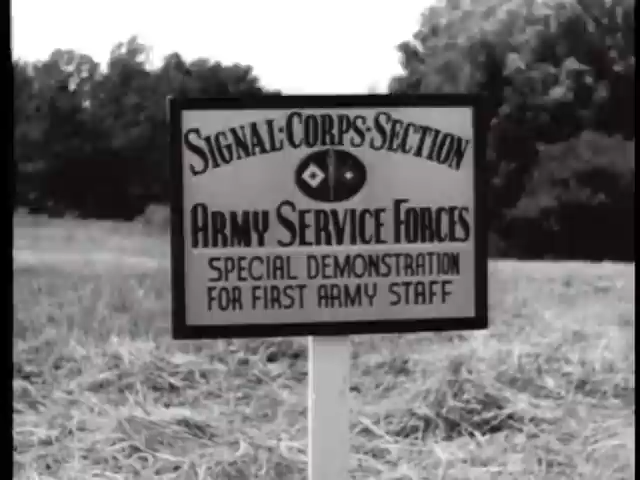 SIGNAL·CORPS·SECTION
ARMY SERVICE FORCES
SPECIAL DEMONSTRATION
FOR FIRST ARMY STAFF